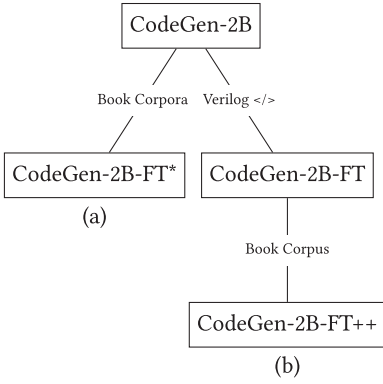 CodeGen-2B
Book Corpora
Verilog </>
CodeGen-2B-FT*
CodeGen-2B-FT
(a)
Book Corpus
CodeGen-2B-FT++
(b)